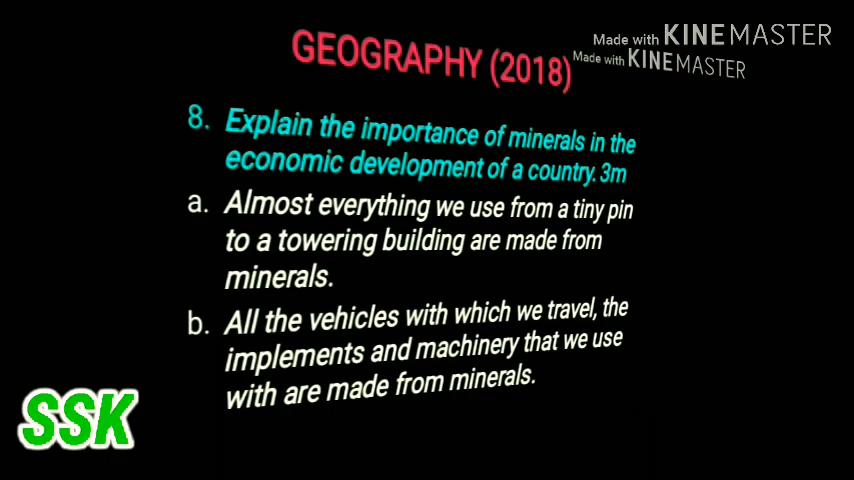 Made with KINEMASTER
Made with KINEMASTER
GEOGRAPHY (2018)
8. Explain the importance of minerals in the
economic development of a country. 3m
a. Almost everything we use from a tiny pin
to a towering building are made from
minerals.
b. All the vehicles with which we travel, the
implements and machinery that we use
with are made from minerals.
SSK